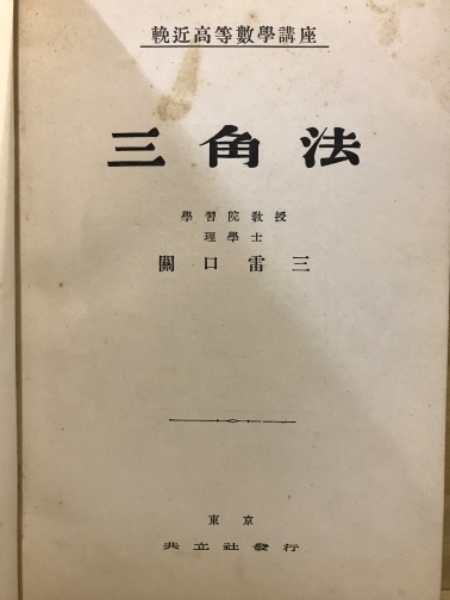 輓近高等數學講座
三角法
學習院教授
理學士
關口雷三
東京
共立社發行